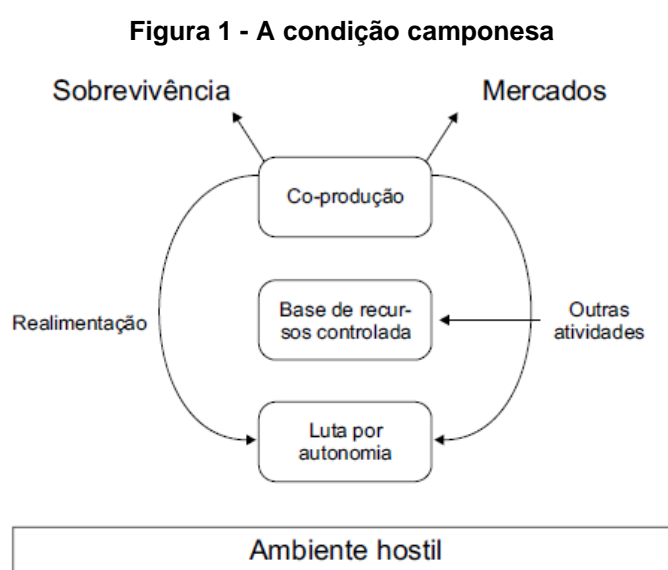 Figura 1 - A condição camponesa
Sobrevivência
Mercados
Co-produção
Realimentação
Base de recur-
sos controlada
Outras
atividades
Luta por
autonomia
Ambiente hostil